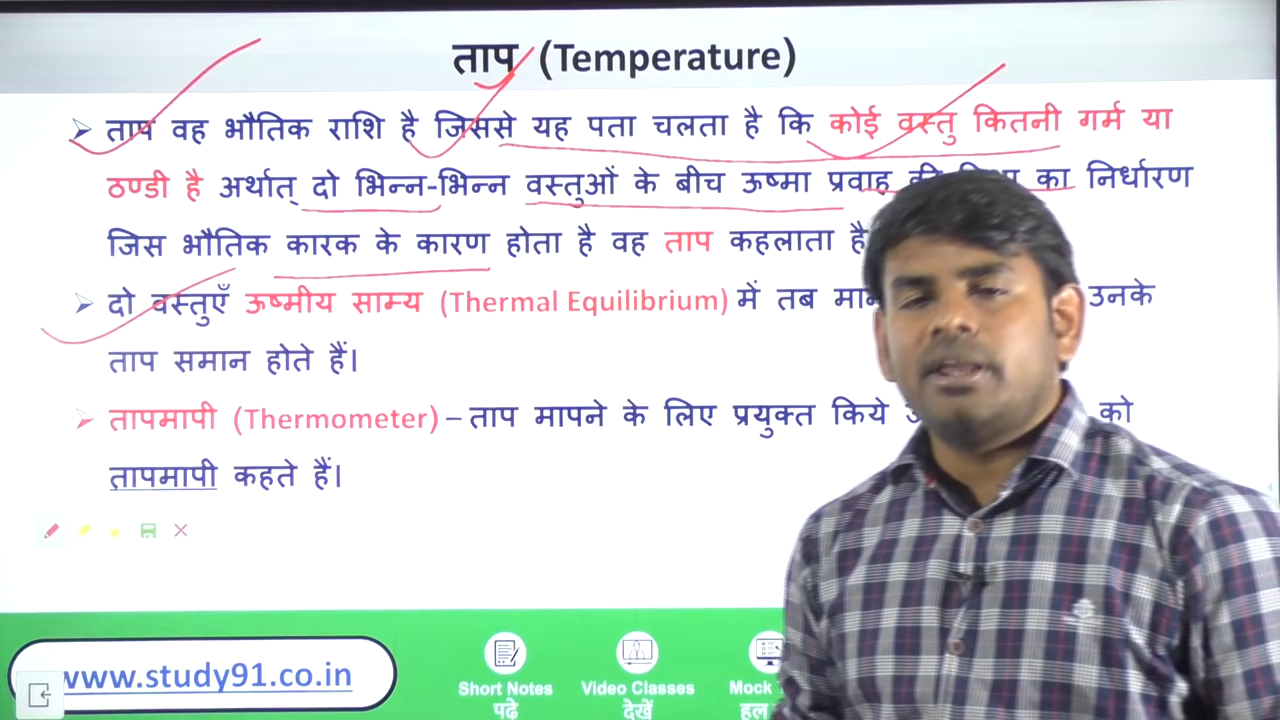 ताप (Temperature)
ताप वह भौतिक राशि है जिससे यह पता चलता है कि कोई वस्तु कितनी गर्म या
ठण्डी है अर्थात् दो भिन्न-भिन्न वस्तुओं के बीच ऊष्मा प्रवाह की का निर्धारण
जिस भौतिक कारक के कारण होता है वह ताप कहलाता है
दो वस्तुएँ ऊष्मीय साम्य (Thermal Equilibrium) में तब उनके
ताप समान होते हैं।
तापमापी (Thermometer) – ताप मापने के लिए प्रयुक्त किये को
तापमापी कहते हैं।
www.study91.co.in
Short Notes Video Classes Mock
पढ़े देखें हल